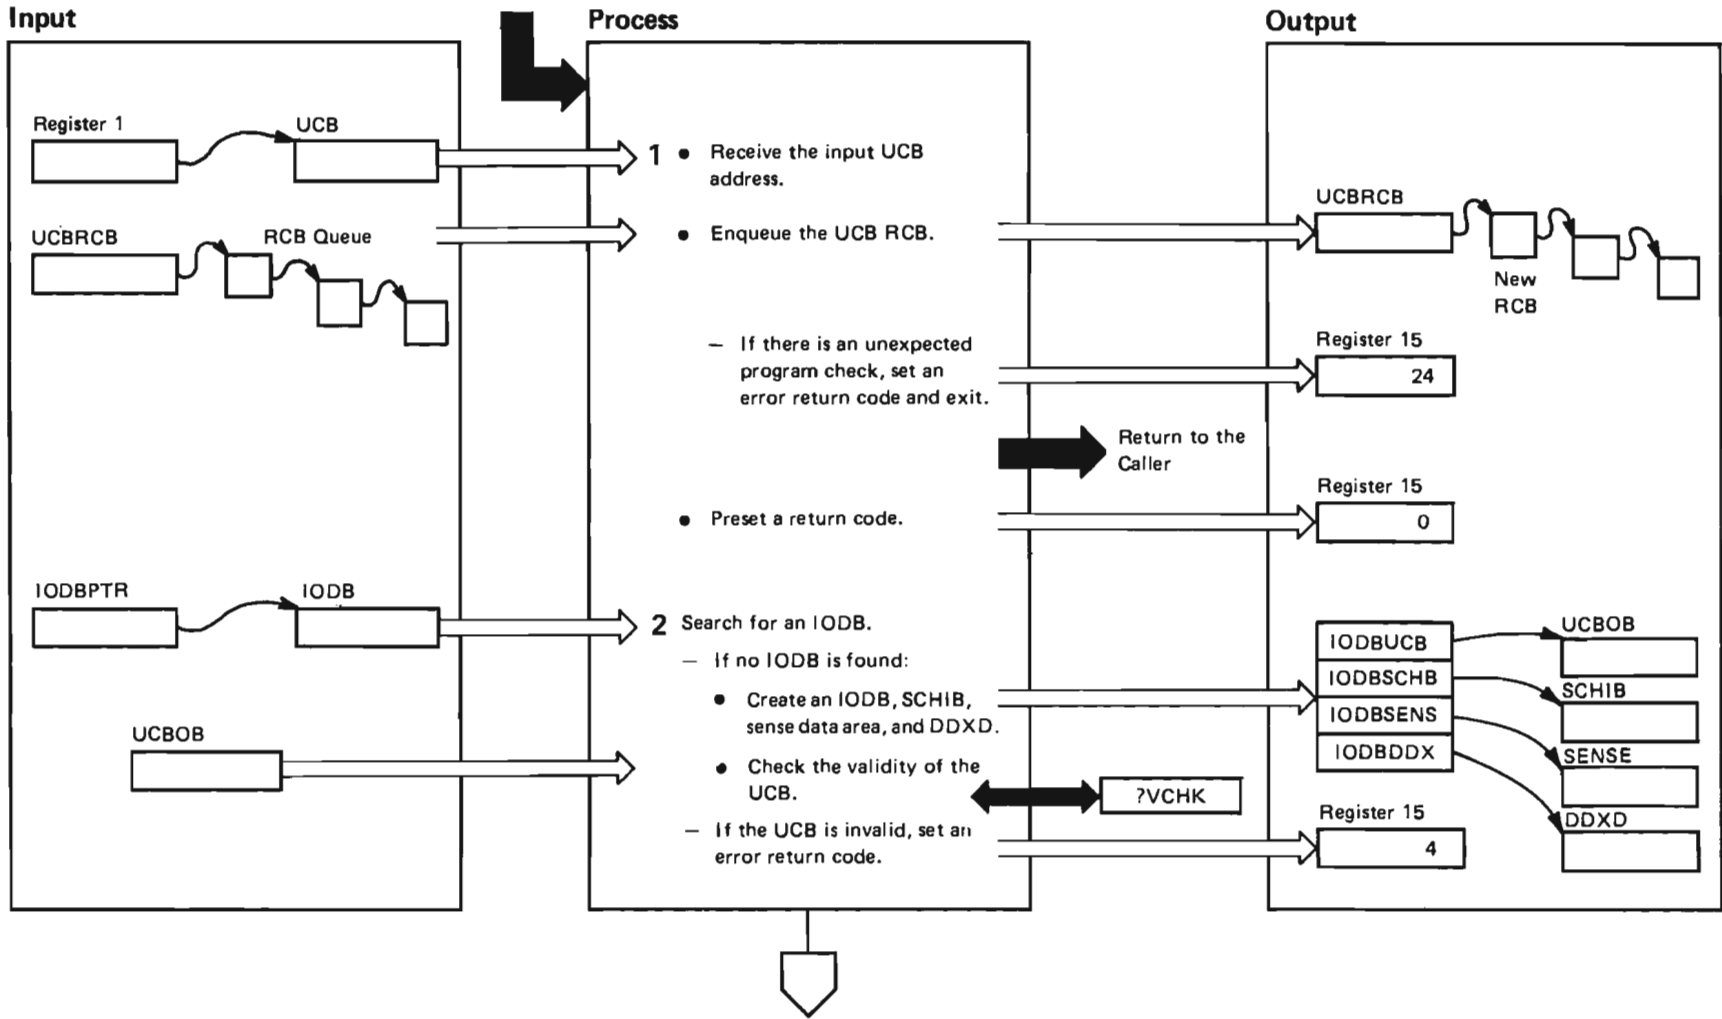 Input
Register 1
UCB
UCBRCB
RCB Queue
IODBPTR
IODB
UCBOB
Process
1 • Receive the input UCB
address.
• Enqueue the UCB RCB.
— If there is an unexpected
program check, set an
error return code and exit.
Return to the
Caller
• Preset a return code.
2 Search for an IODB.
— If no IODB is found:
• Create an IODB, SCHIB,
sense data area, and DDXD.
• Check the validity of the
UCB.
?VCHK
— If the UCB is invalid, set an
error return code.
Output
UCBRCB
New
RCB
Register 15
24
Register 15
0
IODBUCB
IODBSCHB
IODBSENS
IODBDDX
UCBOB
SCHIB
SENSE
DDXD
Register 15
4